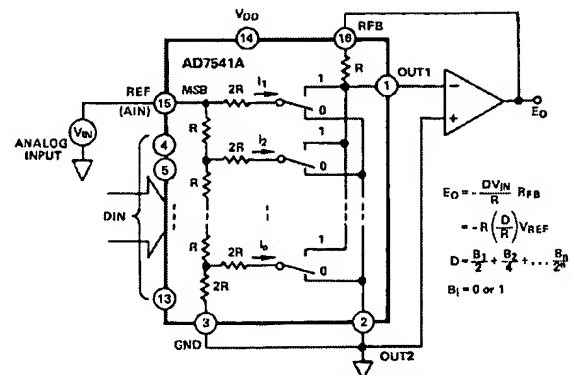 VDD
14
RFB
16
AD7541A
REF
(AIN)
15
MSB
2R
I1
1
0
R
1
OUT1
−
+
EO
VIN
ANALOG
INPUT
4
5
DIN
13
R
2R
I2
1
0
R
R
2R
In
1
0
2R
3
GND
2
OUT2
EO = - DVIN/R RFB
= -R (D/R) VREF
D = B1/2 + B2/4 + ... Bn/2^n
Bi = 0 or 1